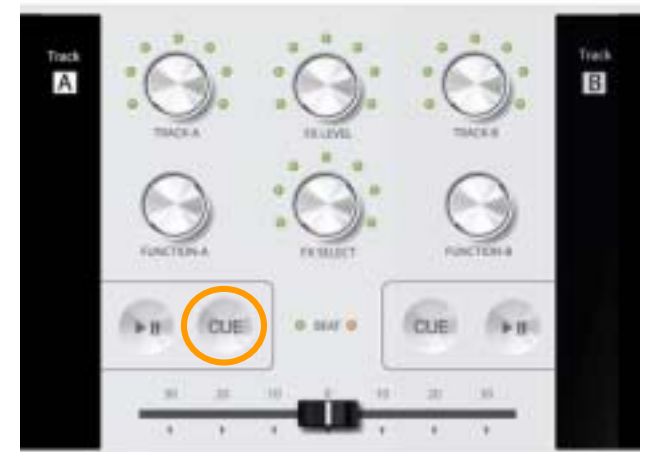 Track Track
A B
TRACK-A FX LEVEL TRACK-B
FUNCTION-A FX SELECT FUNCTION-B
CUE BEAT CUE
30 20 10 0 10 20 30